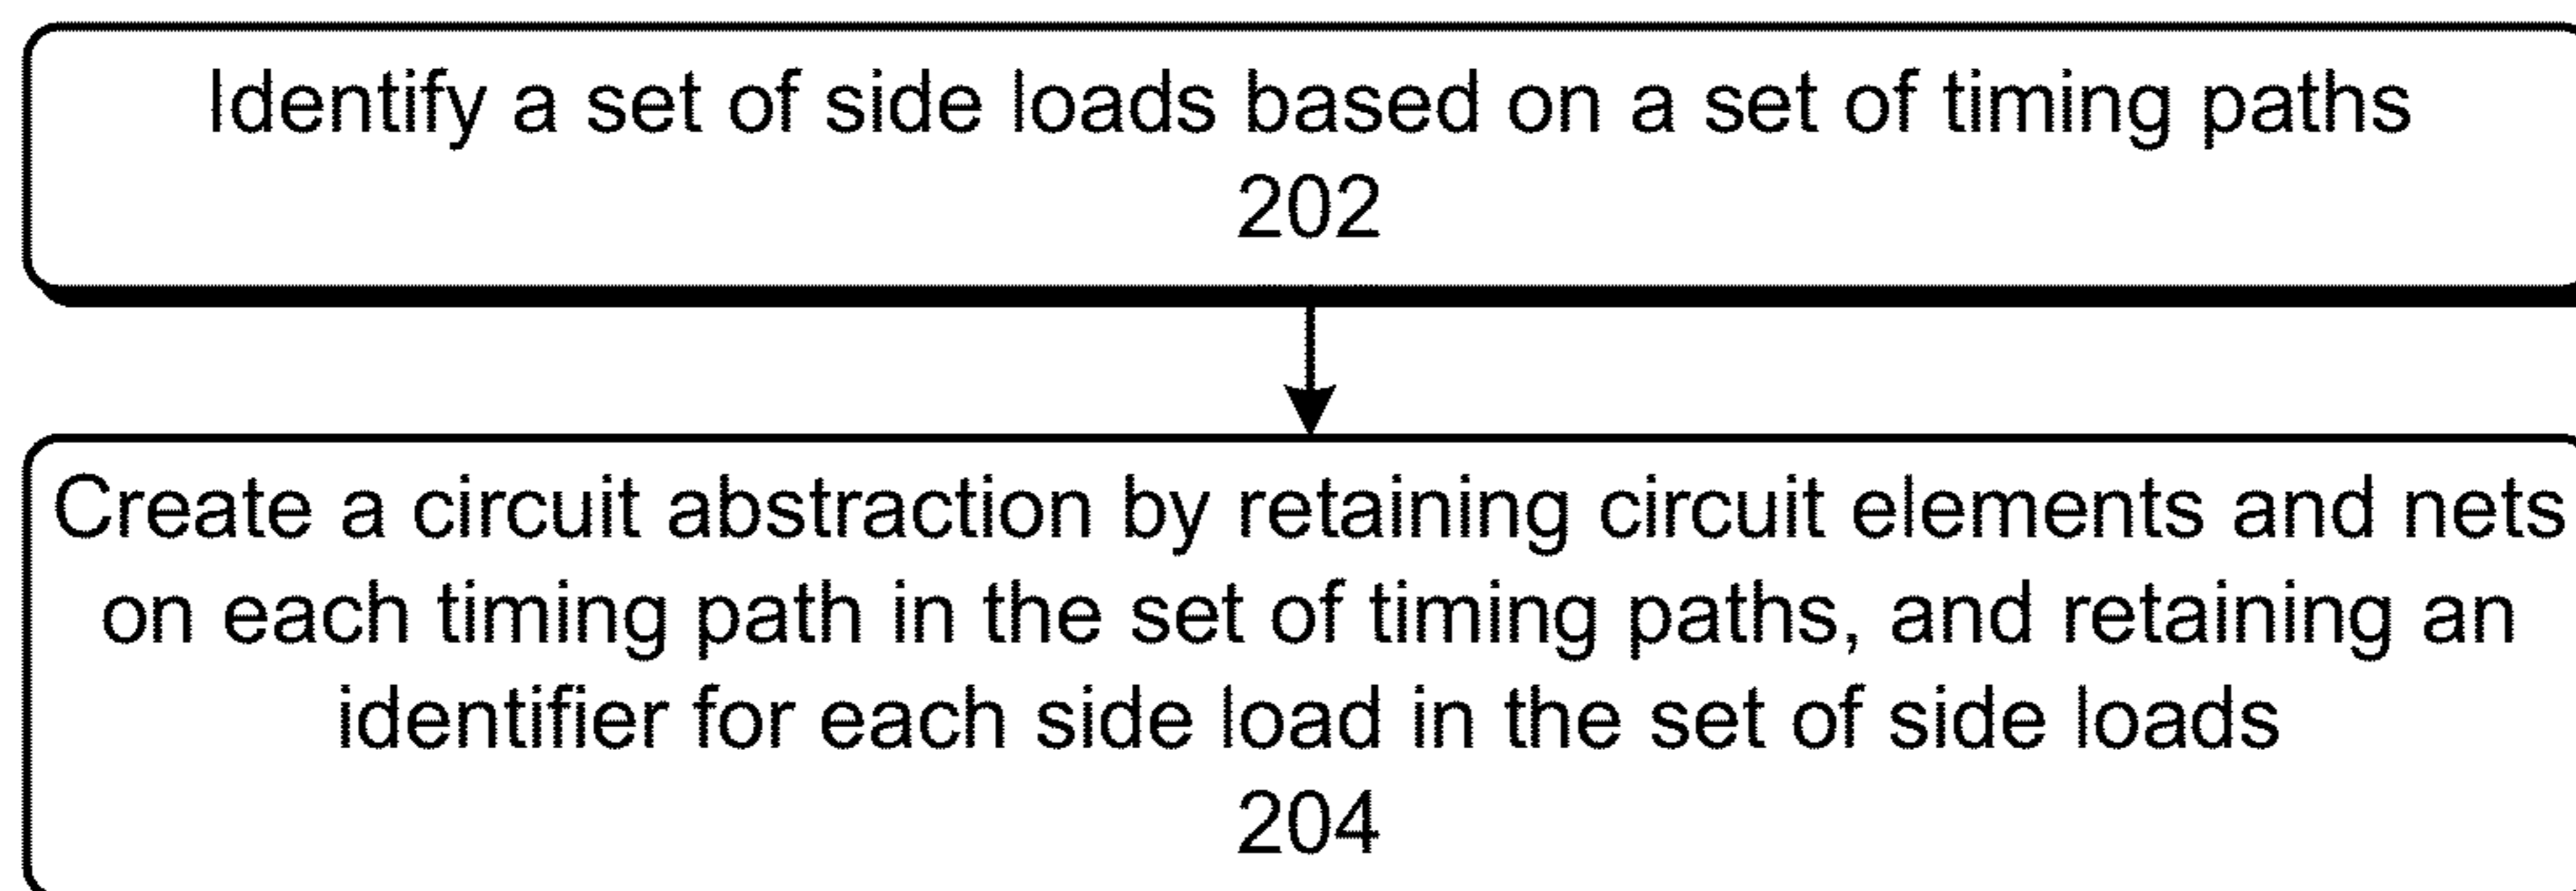 Identify a set of side loads based on a set of timing paths
202
Create a circuit abstraction by retaining circuit elements and nets
on each timing path in the set of timing paths, and retaining an
identifier for each side load in the set of side loads
204